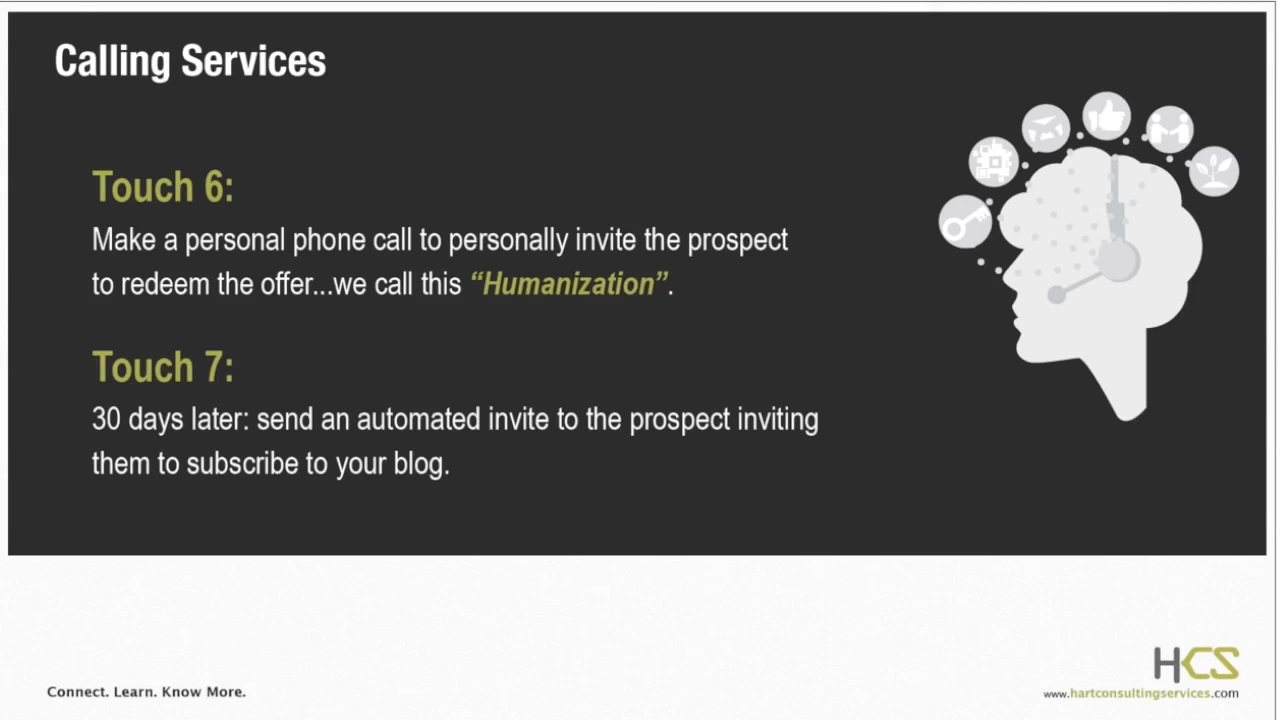 Calling Services
Touch 6:
Make a personal phone call to personally invite the prospect
to redeem the offer...we call this “Humanization”.
Touch 7:
30 days later: send an automated invite to the prospect inviting
them to subscribe to your blog.
HCS
Connect. Learn. Know More.
www.hartconsultingservices.com